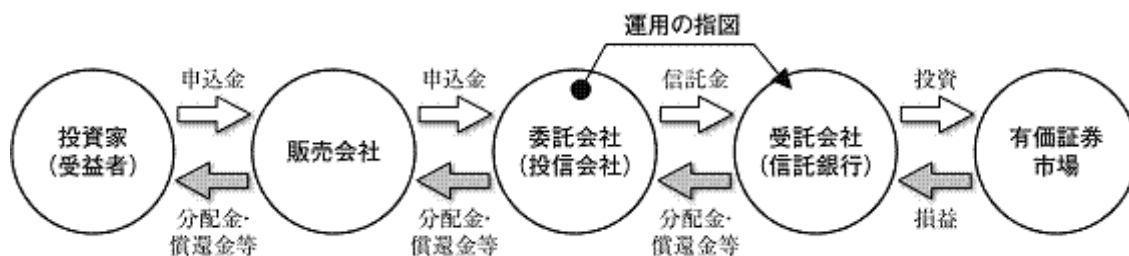 運用の指図
申込金
申込金
信託金
投資
投資家
(受益者)
販売会社
委託会社
(投信会社)
受託会社
(信託銀行)
有価証券
市場
分配金・
償還金等
分配金・
償還金等
分配金・
償還金等
損益